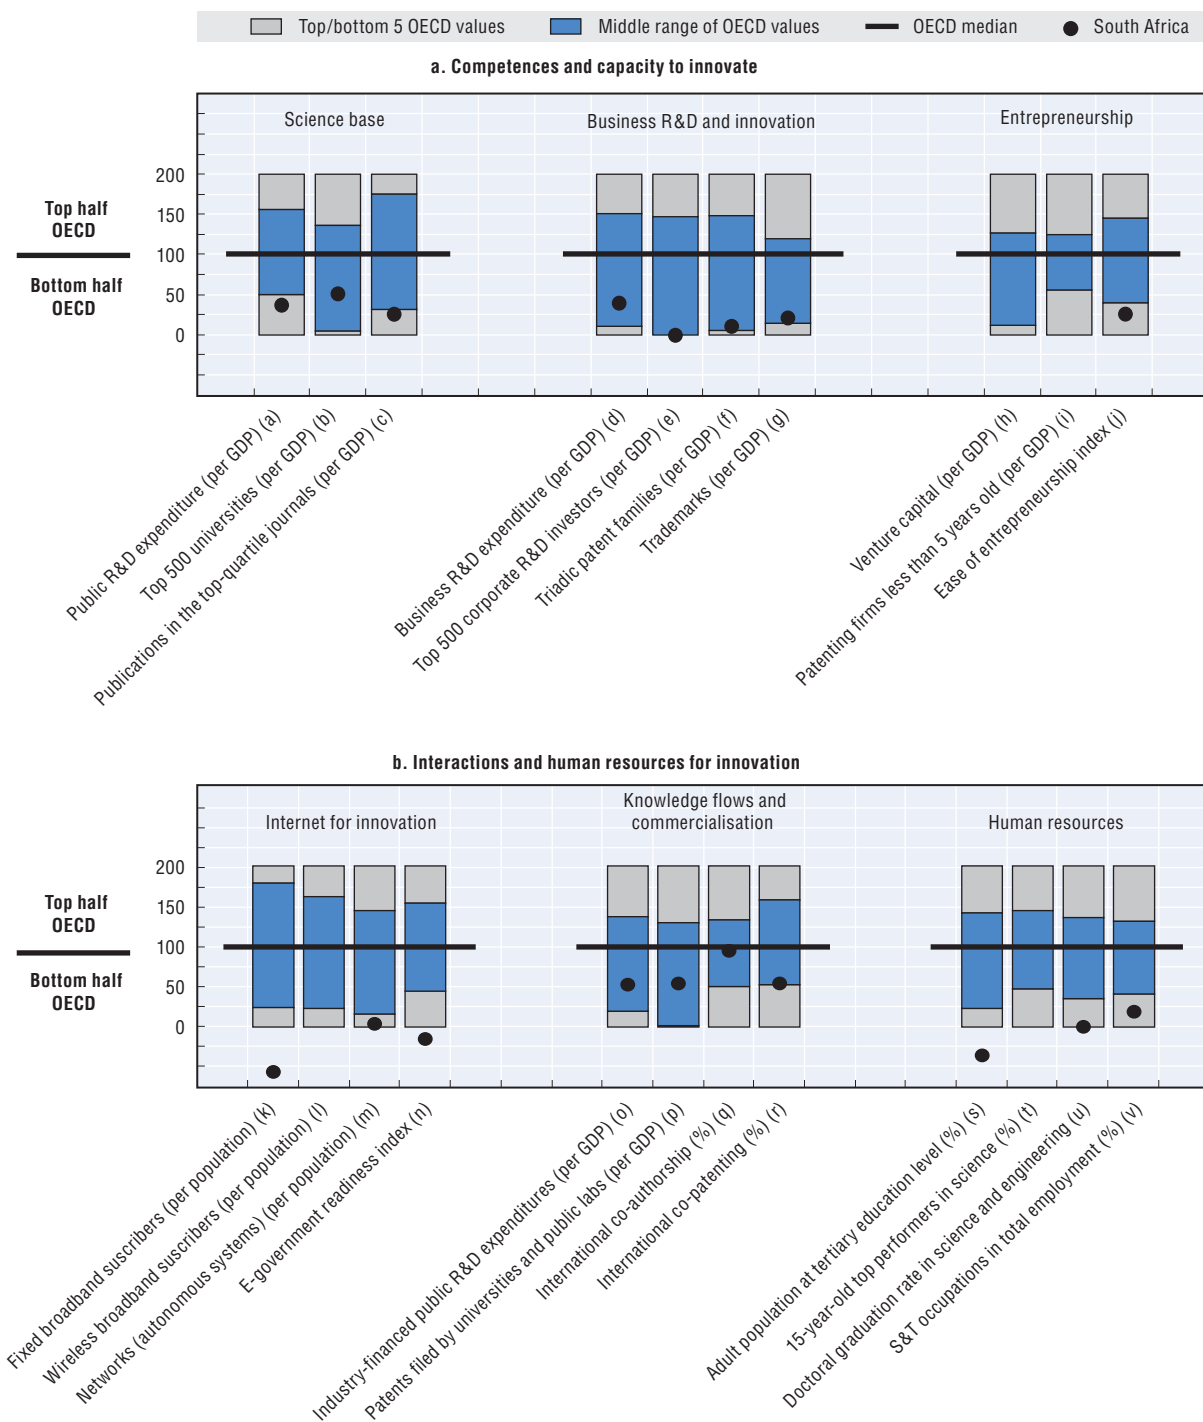 Top/bottom 5 OECD values
Middle range of OECD values
OECD median
South Africa
a. Competences and capacity to innovate
Science base
Business R&D and innovation
Entrepreneurship
200
150
100
50
0
Top half
OECD
Bottom half
OECD
Public R&D expenditure (per GDP) (a)
Top 500 universities (per GDP) (b)
Publications in the top-quartile journals (per GDP) (c)
Business R&D expenditure (per GDP) (d)
Top 500 corporate R&D investors (per GDP) (e)
Triadic patent families (per GDP) (f)
Trademarks (per GDP) (g)
Venture capital (per GDP) (h)
Patenting firms less than 5 years old (per GDP) (i)
Ease of entrepreneurship index (j)
b. Interactions and human resources for innovation
Internet for innovation
Knowledge flows and
commercialisation
Human resources
200
150
100
50
0
Top half
OECD
Bottom half
OECD
Fixed broadband suscribers (per population) (k)
Wireless broadband suscribers (per population) (l)
Networks (autonomous systems) (per population) (m)
E-government readiness index (n)
Industry-financed public R&D expenditures (per GDP) (o)
Patents filed by universities and public labs (per GDP) (p)
International co-authorship (%) (q)
International co-patenting (%) (r)
Adult population at tertiary education level (%) (s)
15-year-old top performers in science (%) (t)
Doctoral graduation rate in science and engineering (u)
S&T occupations in total employment (%) (v)